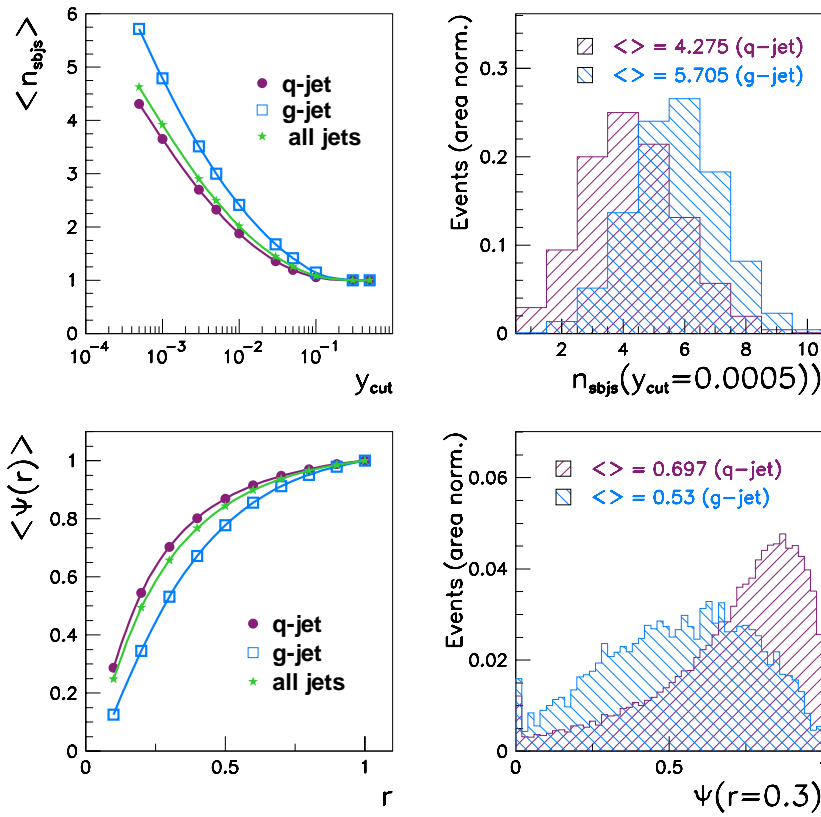 <n_sbjs>
6
5
4
3
2
1
0
q-jet
g-jet
all jets
10^-4
10^-3
10^-2
10^-1
y_cut
Events (area norm.)
0.3
0.2
0.1
0
< > = 4.275 (q-jet)
< > = 5.705 (g-jet)
2
4
6
8
10
n_sbjs(y_cut=0.0005))
<Ψ(r)>
1
0.8
0.6
0.4
0.2
0
q-jet
g-jet
all jets
0
0.5
1
r
Events (area norm.)
0.06
0.04
0.02
0
< > = 0.697 (q-jet)
< > = 0.53 (g-jet)
0
0.5
1
Ψ(r=0.3)